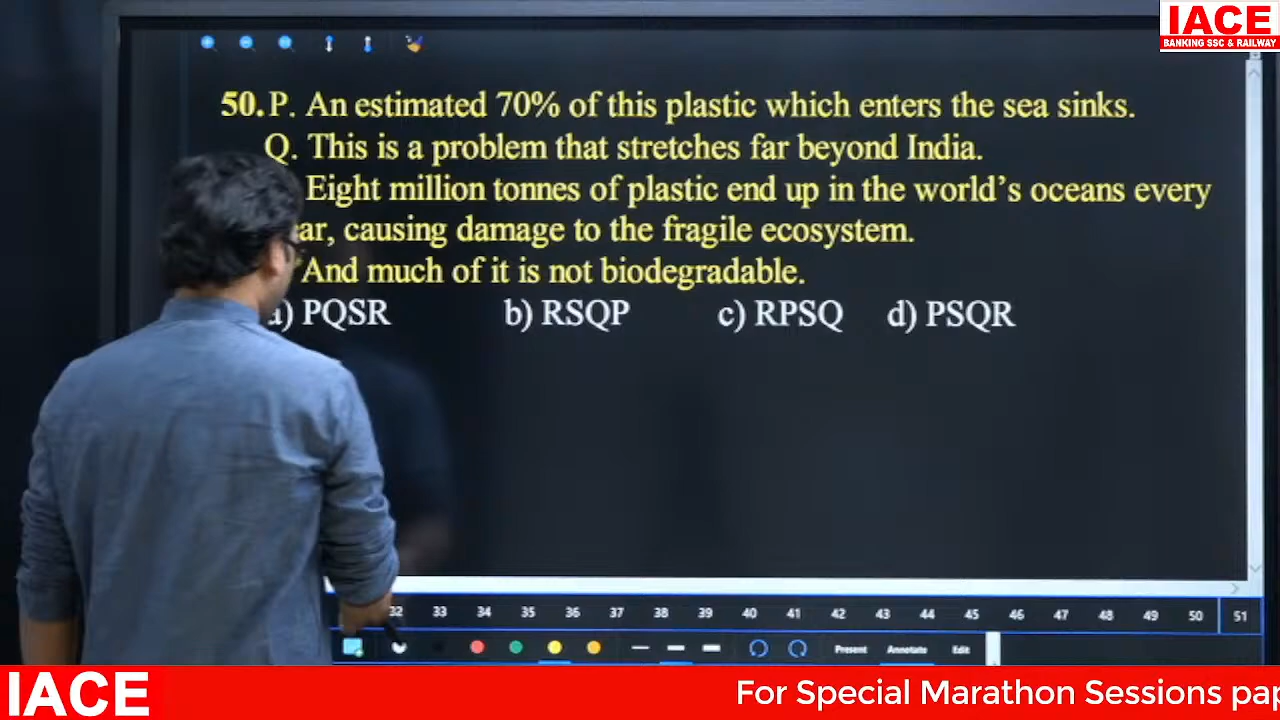 IACE
BANKING SSC & RAILWAY
50. P. An estimated 70% of this plastic which enters the sea sinks.
Q. This is a problem that stretches far beyond India.
Eight million tonnes of plastic end up in the world's oceans every
ar, causing damage to the fragile ecosystem.
And much of it is not biodegradable.
a) PQSR b) RSQP c) RPSQ d) PSQR
32 33 34 35 36 37 38 39 40 41 42 43 44 45 46 47 48 49 50 51
Present Annotate Edit
IACE For Special Marathon Sessions pap